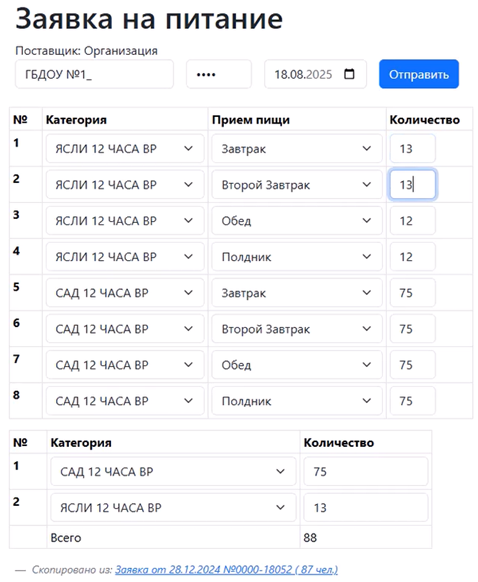 Заявка на питание
Поставщик: Организация
ГБДОУ №1_ •••• 18.08.2025 Отправить
№ Категория Прием пищи Количество
1 ЯСЛИ 12 ЧАСА ВР Завтрак 13
2 ЯСЛИ 12 ЧАСА ВР Второй Завтрак 13
3 ЯСЛИ 12 ЧАСА ВР Обед 12
4 ЯСЛИ 12 ЧАСА ВР Полдник 12
5 САД 12 ЧАСА ВР Завтрак 75
6 САД 12 ЧАСА ВР Второй Завтрак 75
7 САД 12 ЧАСА ВР Обед 75
8 САД 12 ЧАСА ВР Полдник 75
№ Категория Количество
1 САД 12 ЧАСА ВР 75
2 ЯСЛИ 12 ЧАСА ВР 13
Всего 88
— Скопировано из: Заявка от 28.12.2024 №0000-18052 ( 87 чел.)